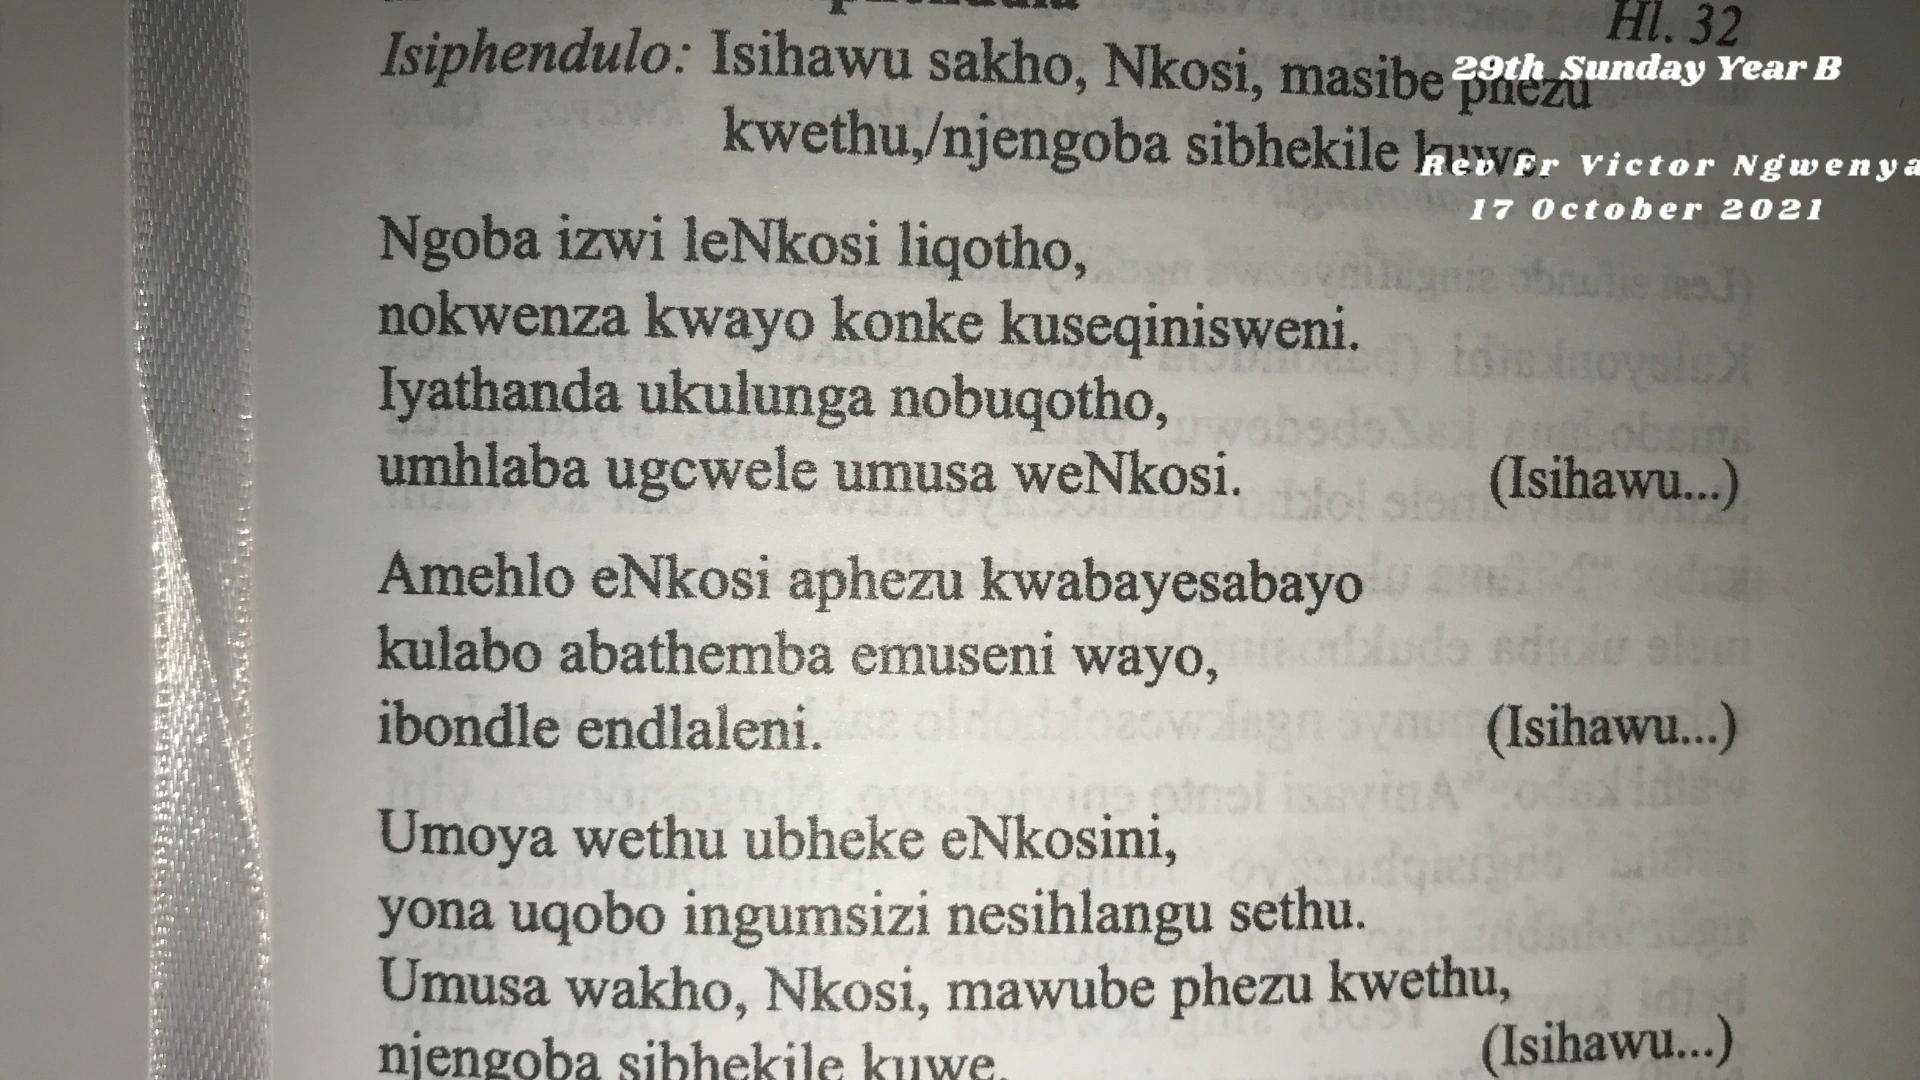 Hl. 32
29th Sunday Year B
Isiphendulo: Isihawu sakho, Nkosi, masibe phezu
kwethu,/njengoba sibhekile kuwe.
Rev Fr Victor Ngwenya
17 October 2021
Ngoba izwi leNkosi liqotho,
nokwenza kwayo konke kuseqinisweni.
Iyathanda ukulunga nobuqotho,
umhlaba ugcwele umusa weNkosi. (Isihawu...)
Amehlo eNkosi aphezu kwabayesabayo
kulabo abathemba emuseni wayo,
ibondle endlaleni. (Isihawu...)
Umoya wethu ubheke eNkosini,
yona uqobo ingumsizi nesihlangu sethu.
Umusa wakho, Nkosi, mawube phezu kwethu,
njengoba sibhekile kuwe. (Isihawu...)